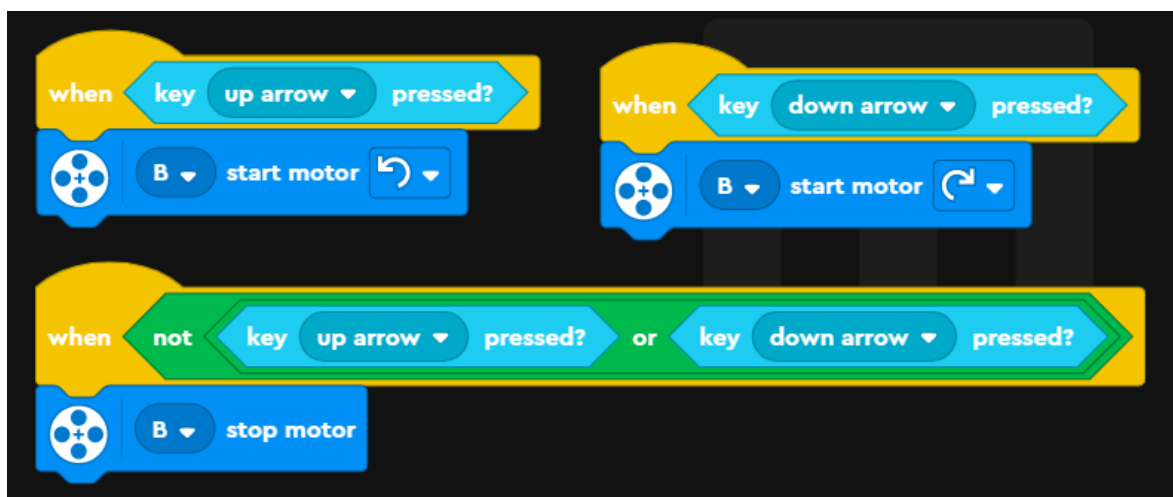 when key up arrow pressed?
B start motor
when key down arrow pressed?
B start motor
when not key up arrow pressed? or key down arrow pressed?
B stop motor